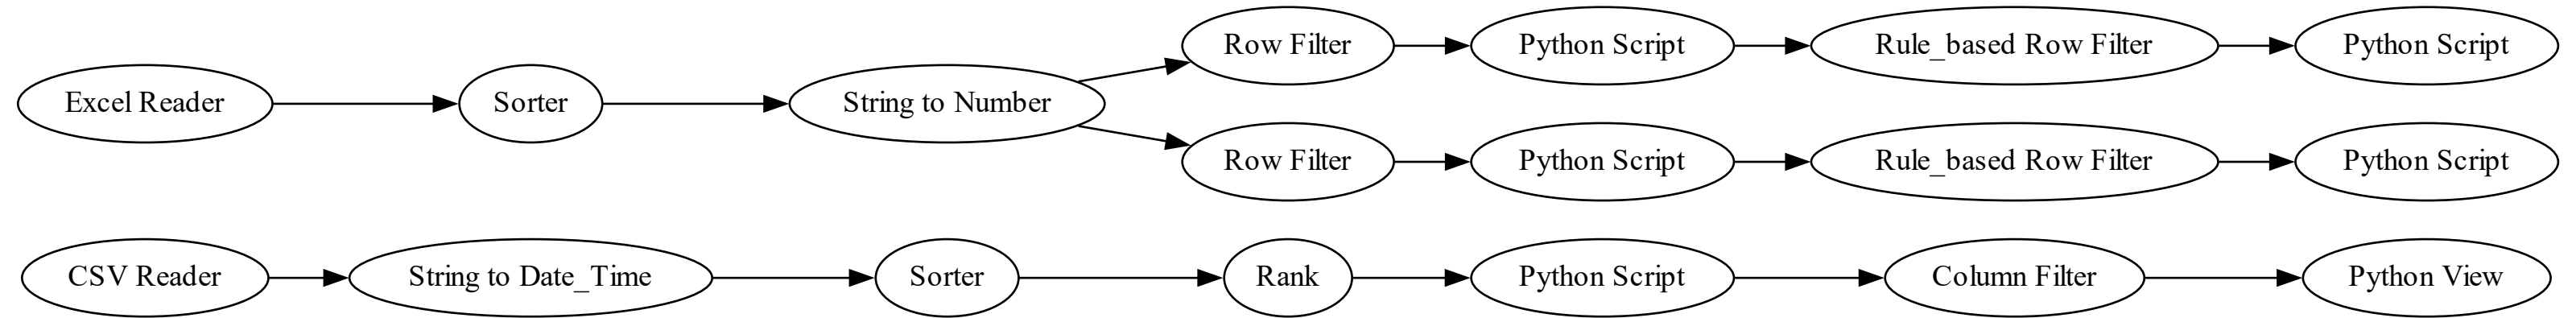 Excel Reader
Sorter
String to Number
Row Filter
Python Script
Rule_based Row Filter
Python Script
Row Filter
Python Script
Rule_based Row Filter
Python Script
CSV Reader
String to Date_Time
Sorter
Rank
Python Script
Column Filter
Python View